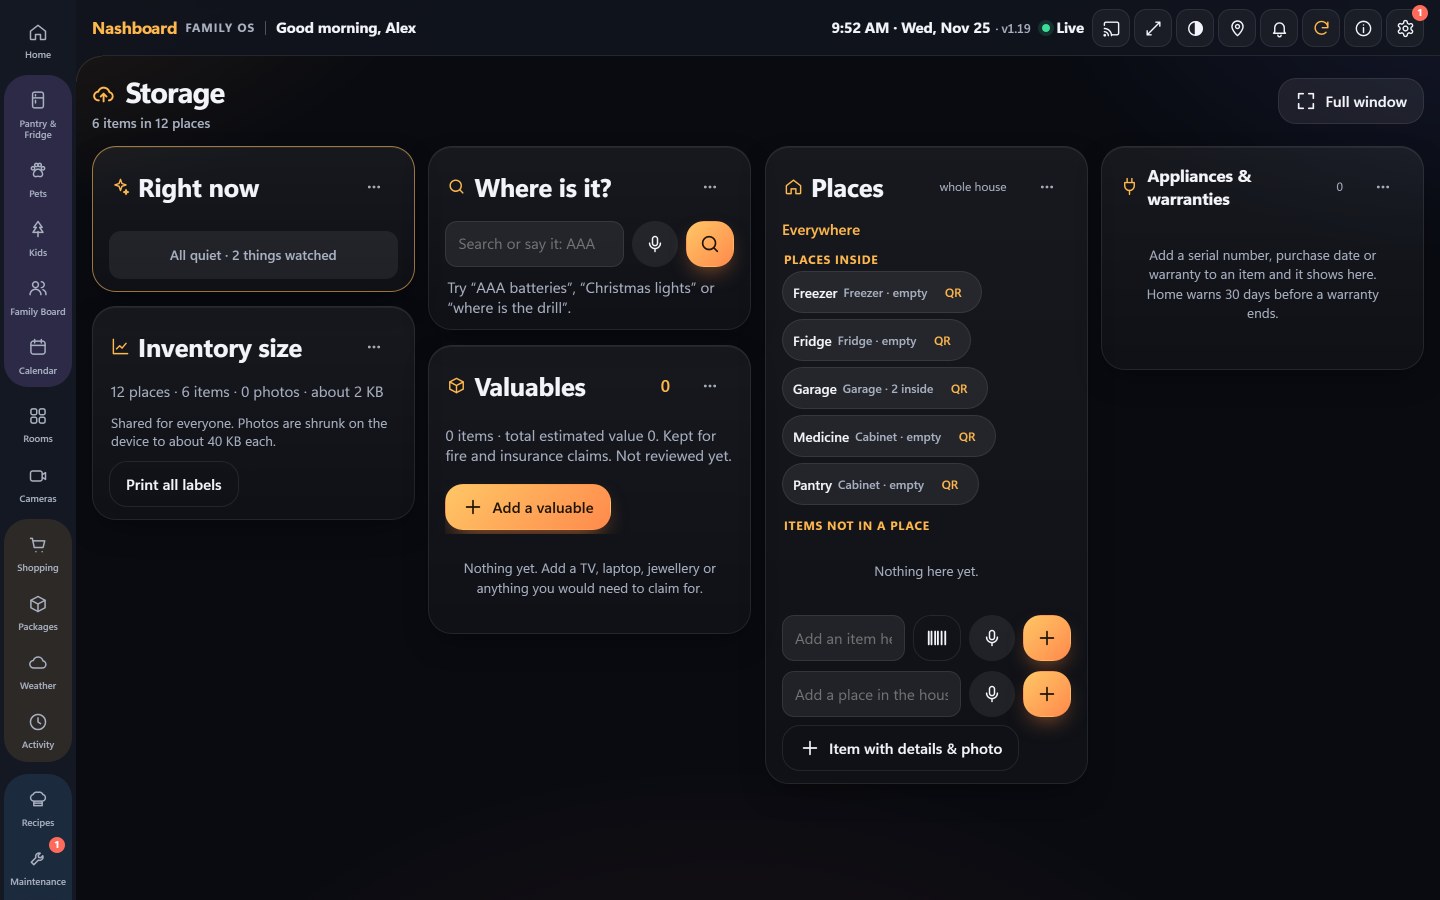 Nashboard FAMILY OS Good morning, Alex
9:52 AM · Wed, Nov 25 · v1.19 Live
1
Home
Pantry &
Fridge
Pets
Kids
Family Board
Calendar
Rooms
Cameras
Shopping
Packages
Weather
Activity
Recipes
1
Maintenance
Storage
6 items in 12 places
Full window
Right now
All quiet · 2 things watched
Inventory size
12 places · 6 items · 0 photos · about 2 KB
Shared for everyone. Photos are shrunk on the
device to about 40 KB each.
Print all labels
Where is it?
Search or say it: AAA
Try “AAA batteries”, “Christmas lights” or
“where is the drill”.
Valuables 0
0 items · total estimated value 0. Kept for
fire and insurance claims. Not reviewed yet.
Add a valuable
Nothing yet. Add a TV, laptop, jewellery or
anything you would need to claim for.
Places whole house
Everywhere
PLACES INSIDE
Freezer Freezer · empty QR
Fridge Fridge · empty QR
Garage Garage · 2 inside QR
Medicine Cabinet · empty QR
Pantry Cabinet · empty QR
ITEMS NOT IN A PLACE
Nothing here yet.
Add an item he
Add a place in the hous
Item with details & photo
Appliances &
warranties
0
Add a serial number, purchase date or
warranty to an item and it shows here.
Home warns 30 days before a warranty
ends.